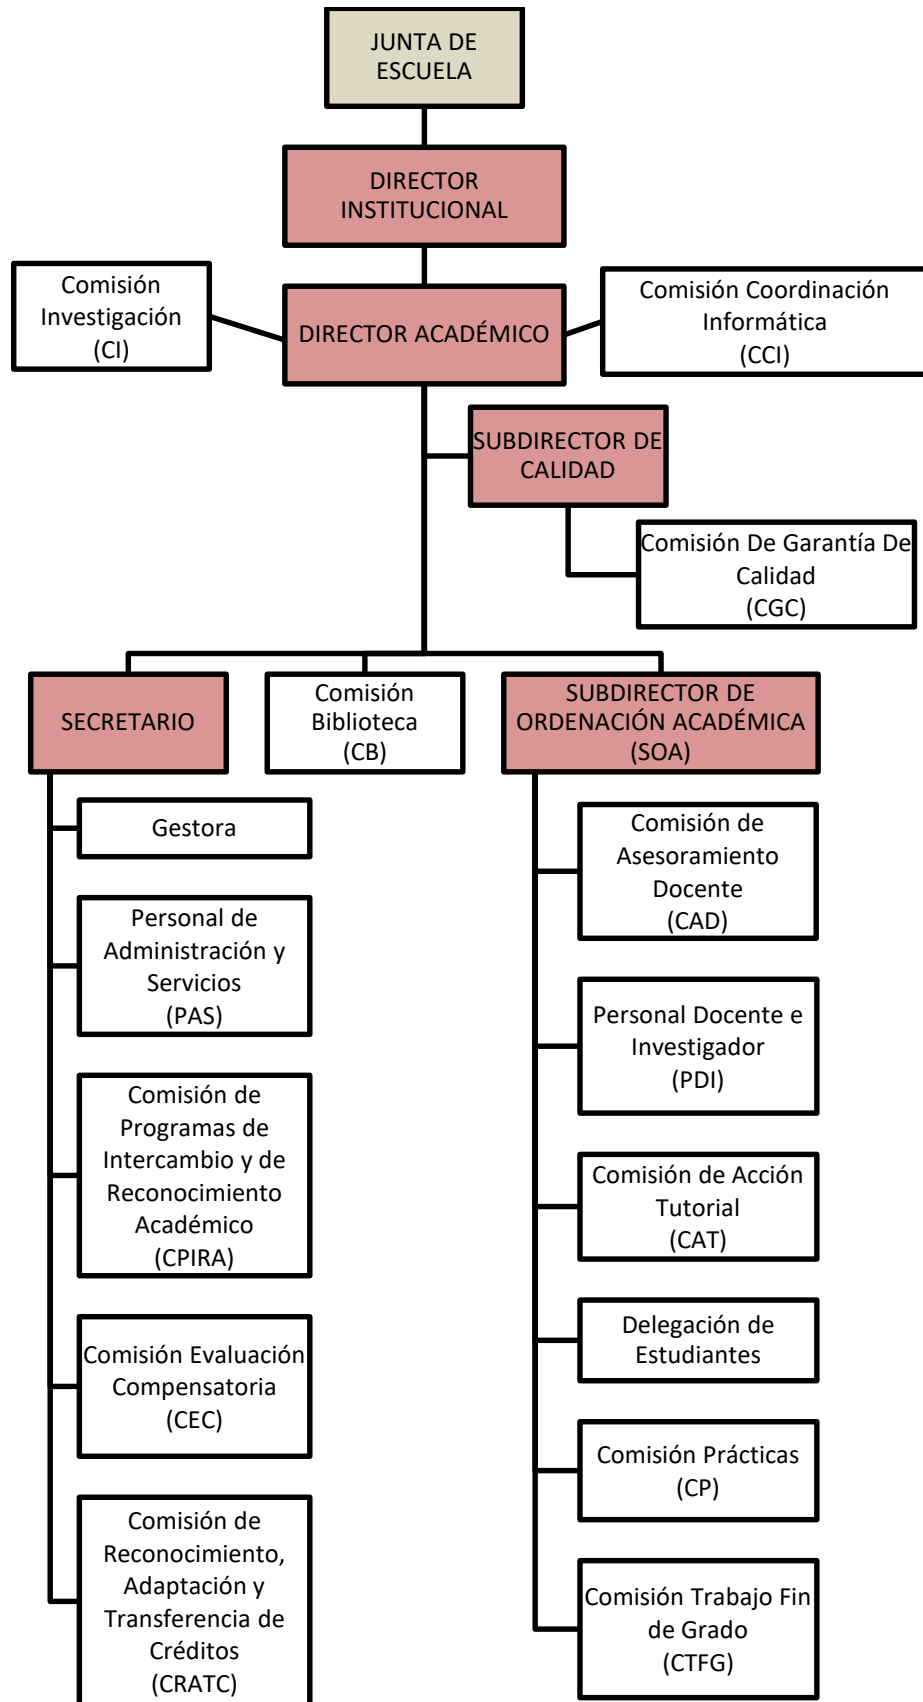 JUNTA DE
ESCUELA
DIRECTOR
INSTITUCIONAL
Comisión
Investigación
(CI)
DIRECTOR ACADÉMICO
Comisión Coordinación
Informática
(CCI)
SUBDIRECTOR DE
CALIDAD
Comisión De Garantía De
Calidad
(CGC)
SECRETARIO
Comisión
Biblioteca
(CB)
SUBDIRECTOR DE
ORDENACIÓN ACADÉMICA
(SOA)
Gestora
Personal de
Administración y
Servicios
(PAS)
Comisión de
Programas de
Intercambio y de
Reconocimiento
Académico
(CPIRA)
Comisión Evaluación
Compensatoria
(CEC)
Comisión de
Reconocimiento,
Adaptación y
Transferencia de
Créditos
(CRATC)
Comisión de
Asesoramiento
Docente
(CAD)
Personal Docente e
Investigador
(PDI)
Comisión de Acción
Tutorial
(CAT)
Delegación de
Estudiantes
Comisión Prácticas
(CP)
Comisión Trabajo Fin
de Grado
(CTFG)